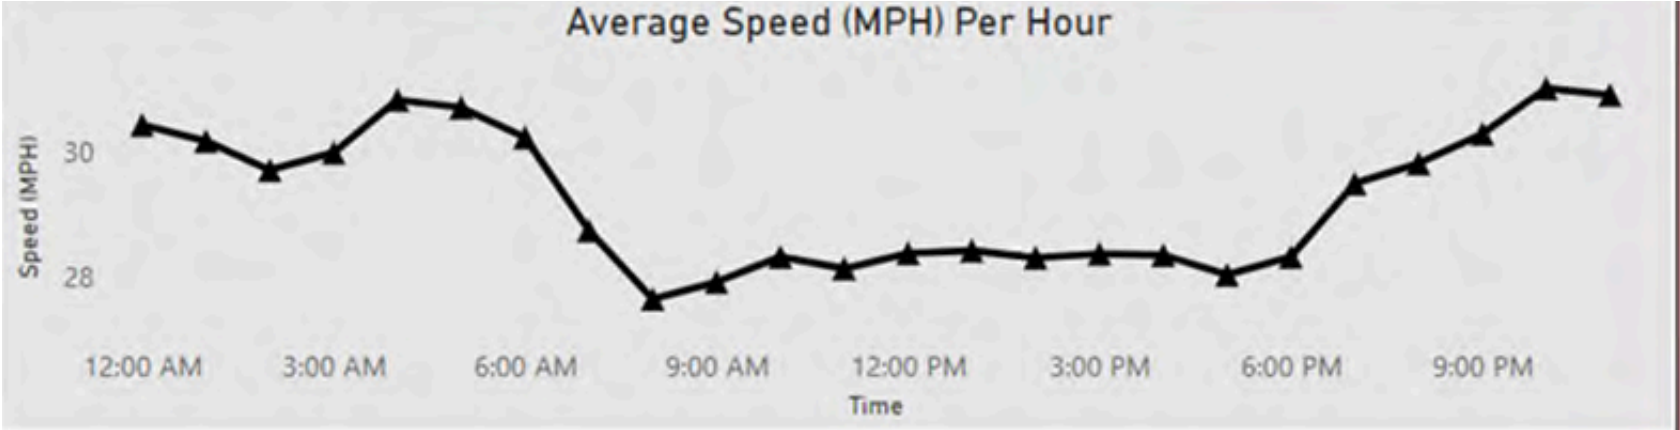 Average Speed (MPH) Per Hour
Speed (MPH)
30
28
12:00 AM 3:00 AM 6:00 AM 9:00 AM 12:00 PM 3:00 PM 6:00 PM 9:00 PM
Time